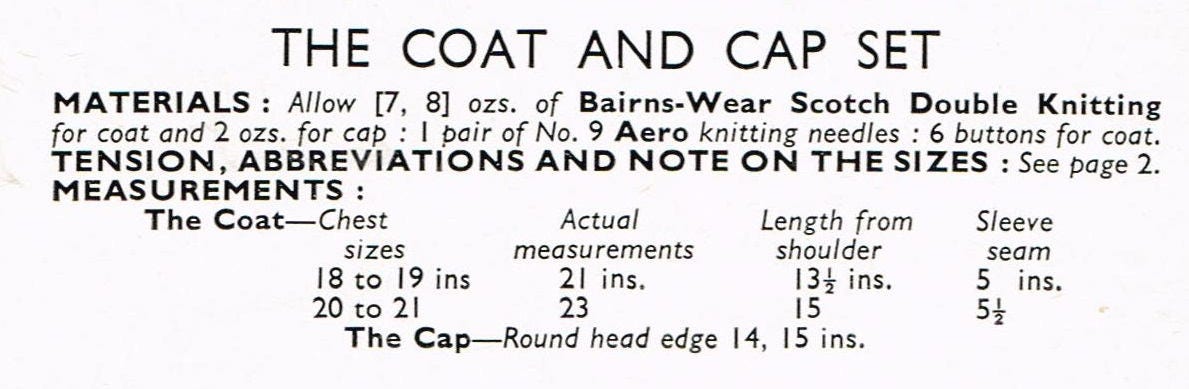 THE COAT AND CAP SET
MATERIALS : Allow [7, 8] ozs. of Bairns-Wear Scotch Double Knitting
for coat and 2 ozs. for cap : 1 pair of No. 9 Aero knitting needles : 6 buttons for coat.
TENSION, ABBREVIATIONS AND NOTE ON THE SIZES : See page 2.
MEASUREMENTS :
The Coat—Chest Actual Length from Sleeve
sizes measurements shoulder seam
18 to 19 ins 21 ins. 13½ ins. 5 ins.
20 to 21 23 15 5½
The Cap—Round head edge 14, 15 ins.